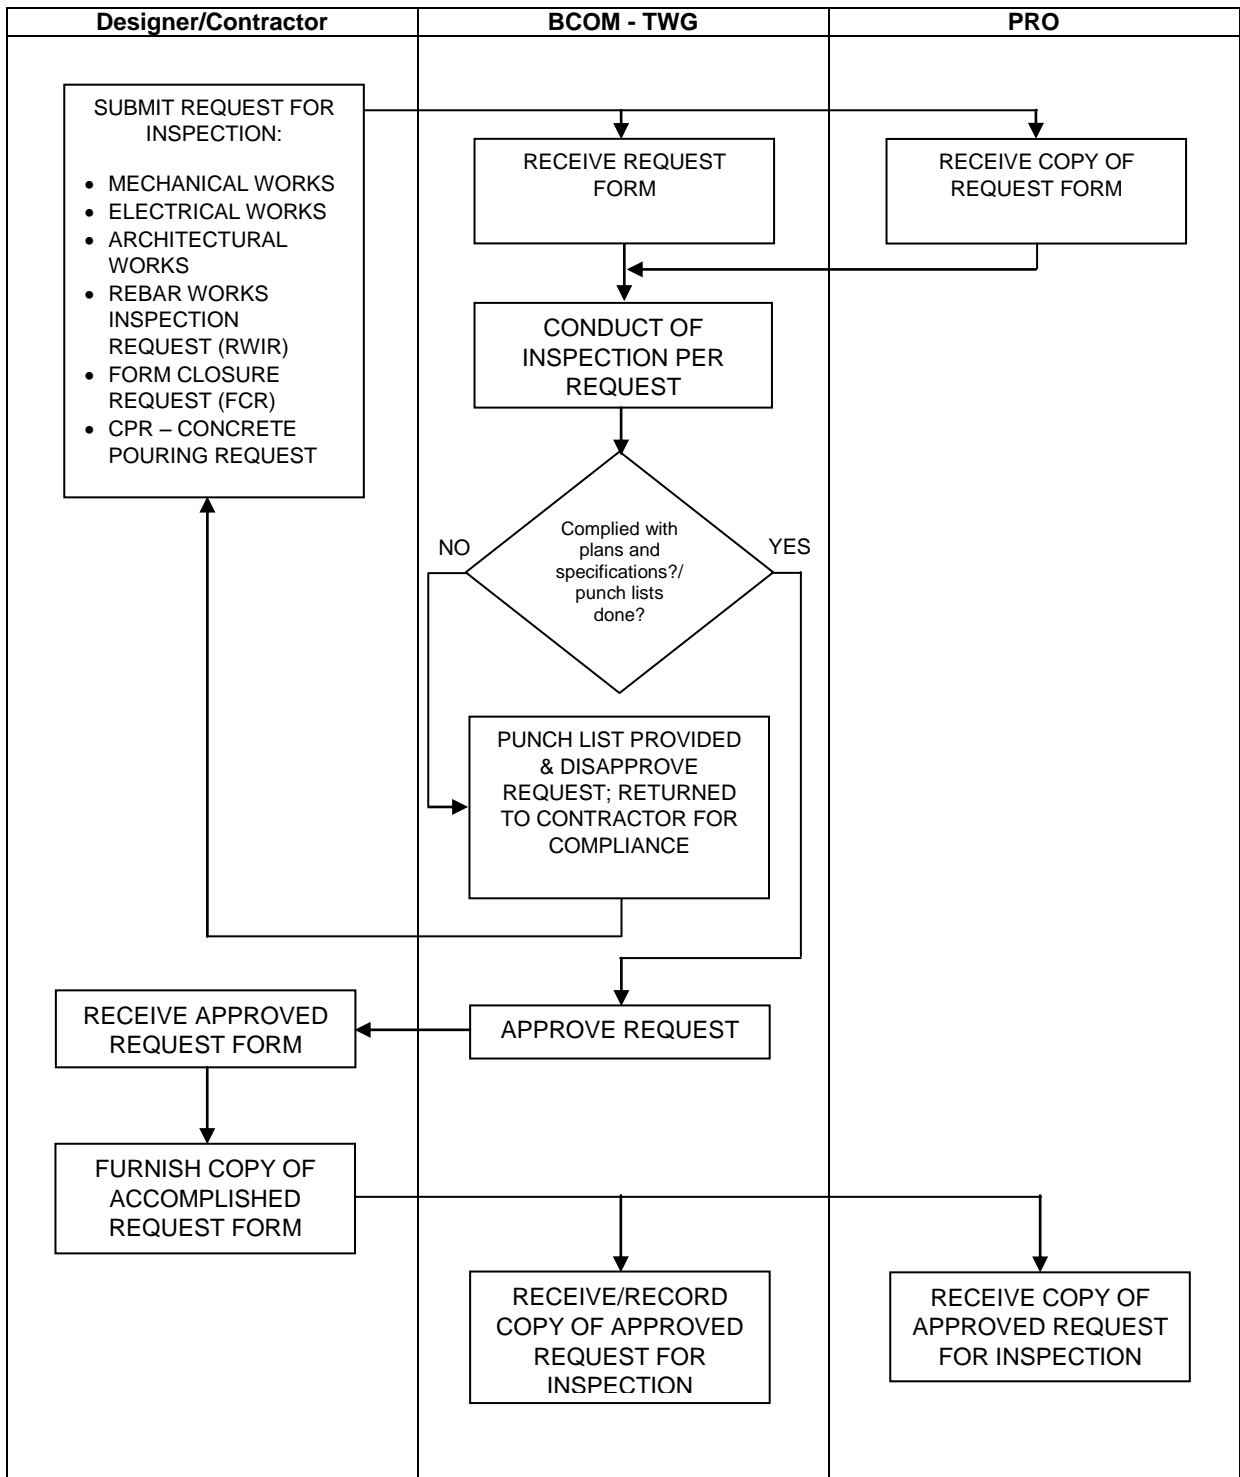 Designer/Contractor
BCOM - TWG
PRO
SUBMIT REQUEST FOR
INSPECTION:
• MECHANICAL WORKS
• ELECTRICAL WORKS
• ARCHITECTURAL
WORKS
• REBAR WORKS
INSPECTION
REQUEST (RWIR)
• FORM CLOSURE
REQUEST (FCR)
• CPR – CONCRETE
POURING REQUEST
RECEIVE REQUEST
FORM
RECEIVE COPY OF
REQUEST FORM
CONDUCT OF
INSPECTION PER
REQUEST
Complied with
plans and
specifications?/
punch lists
done?
NO
YES
PUNCH LIST PROVIDED
& DISAPPROVE
REQUEST; RETURNED
TO CONTRACTOR FOR
COMPLIANCE
APPROVE REQUEST
RECEIVE APPROVED
REQUEST FORM
FURNISH COPY OF
ACCOMPLISHED
REQUEST FORM
RECEIVE/RECORD
COPY OF APPROVED
REQUEST FOR
INSPECTION
RECEIVE COPY OF
APPROVED REQUEST
FOR INSPECTION